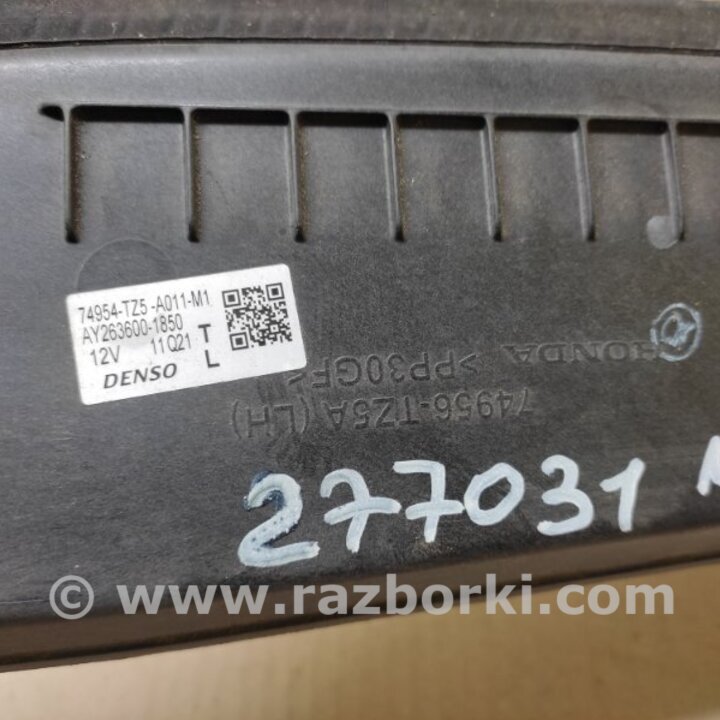 74954-TZ5 -A011-M1
AY263600-1850
12V 11Q21
T
L
DENSO
HONDA
>PP30GF<
74956-TZ5A (LH)
277031
© www.razborki.com